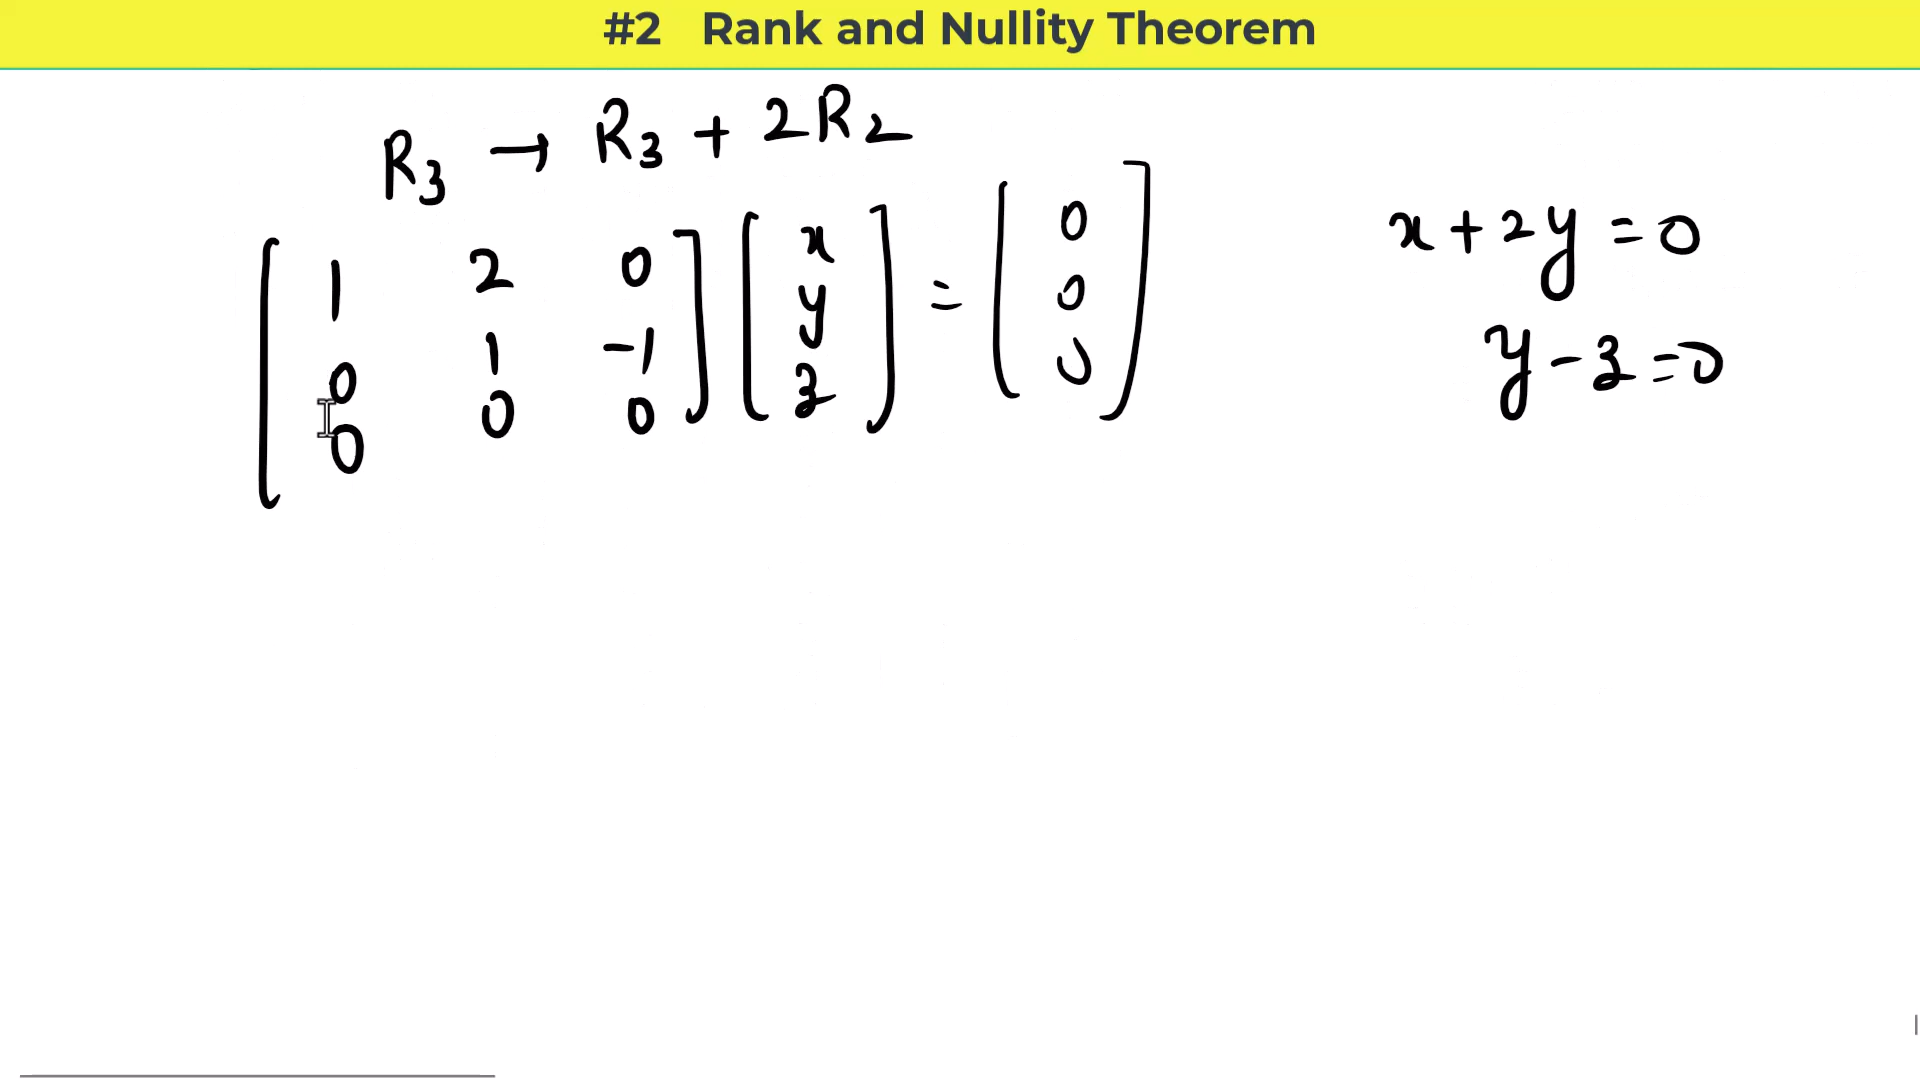 #2 Rank and Nullity Theorem
R₃ → R₃ + 2R₂
[1 2 0] [x] = [0]
[0 1 -1] [y] [0]
[0 0 0] [z] [0]
x + 2y = 0
y - z = 0